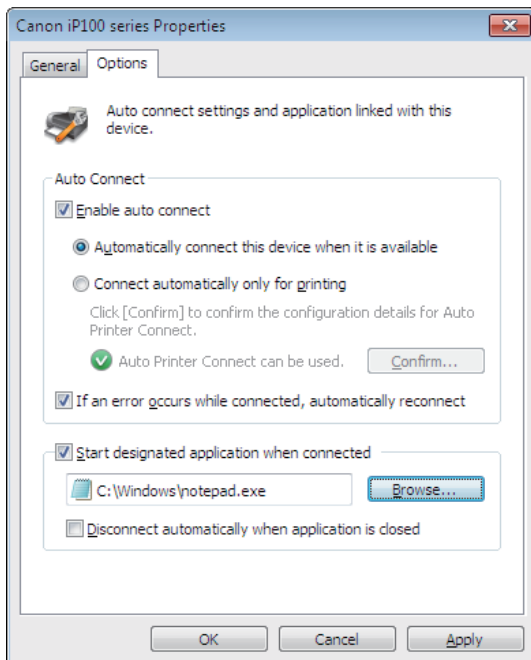 Canon iP100 series Properties
General Options
Auto connect settings and application linked with this
device.
Auto Connect
Enable auto connect
Automatically connect this device when it is available
Connect automatically only for printing
Click [Confirm] to confirm the configuration details for Auto
Printer Connect.
Auto Printer Connect can be used. Confirm...
If an error occurs while connected, automatically reconnect
Start designated application when connected
C:\Windows\notepad.exe Browse...
Disconnect automatically when application is closed
OK Cancel Apply